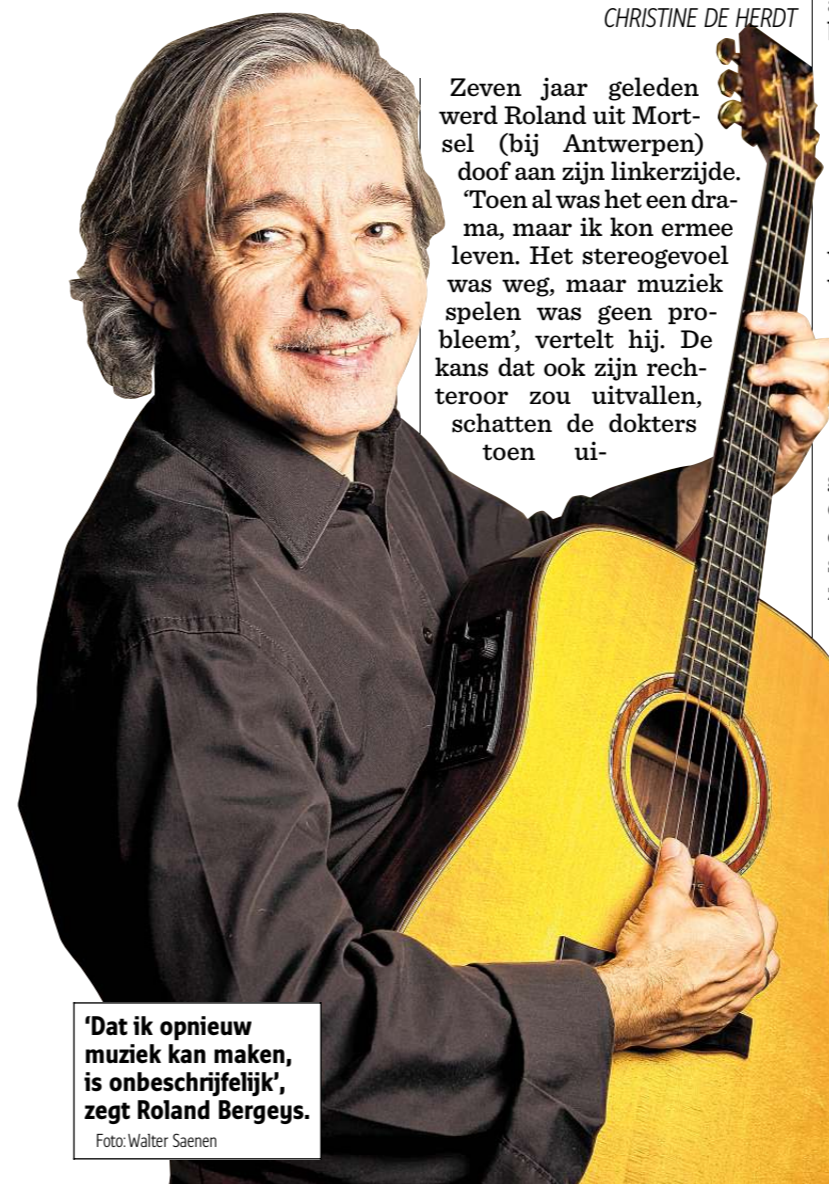 CHRISTINE DE HERDT
Zeven jaar geleden
werd Roland uit Mort-
sel (bij Antwerpen)
doof aan zijn linkerzijde.
‘Toen al was het een dra-
ma, maar ik kon ermee
leven. Het stereogevoel
was weg, maar muziek
spelen was geen pro-
bleem’, vertelt hij. De
kans dat ook zijn rech-
teroor zou uitvallen,
schatten de dokters
toen ui-
‘Dat ik opnieuw
muziek kan maken,
is onbeschrijfelijk’,
zegt Roland Bergeys.
Foto: Walter Saenen